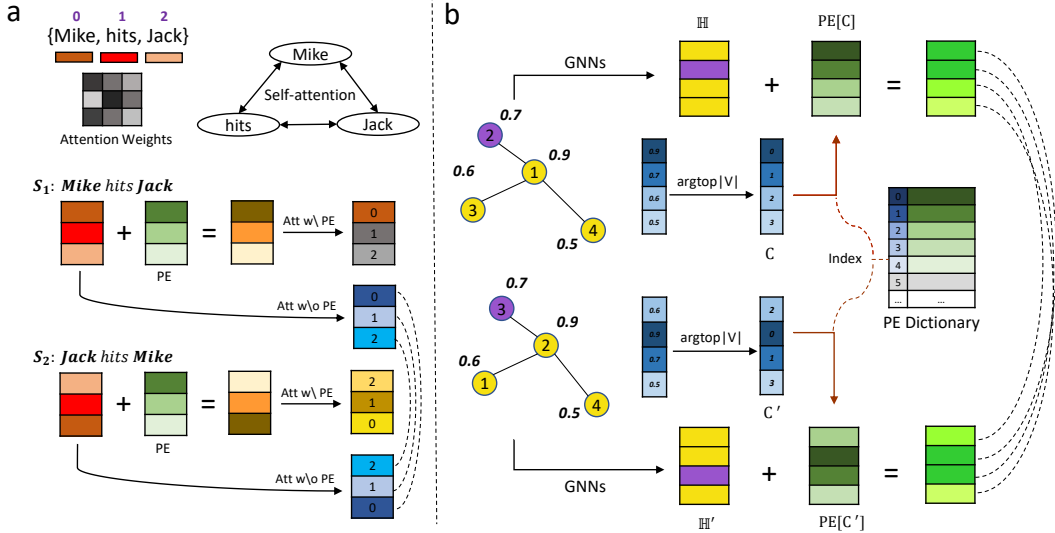 a
0 1 2
{Mike, hits, Jack}
Attention Weights
Mike
Self-attention
hits
Jack
S₁: Mike hits Jack
+
=
PE
Att w\ PE
0
1
2
Att w\o PE
0
1
2
S₂: Jack hits Mike
+
=
PE
Att w\ PE
2
1
0
Att w\o PE
2
1
0
b
GNNs
ℍ
+
PE[C]
=
0.7
2
0.9
1
0.6
3
0.5
4
0.9
0.7
0.6
0.5
argtop|V|
0
1
2
3
C
Index
0
1
2
3
4
5
... ...
PE Dictionary
0.7
3
0.9
2
0.6
1
0.5
4
0.6
0.9
0.7
0.5
argtop|V|
2
0
1
3
C′
GNNs
ℍ′
+
PE[C′]
=